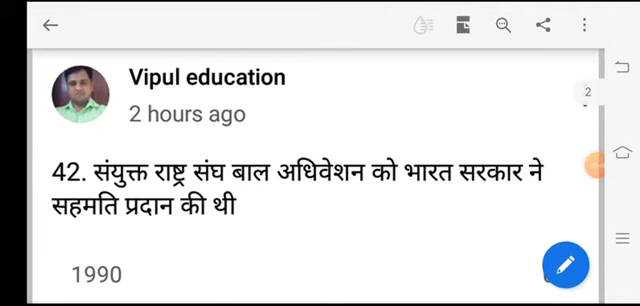 Vipul education
2 hours ago
2
42. संयुक्त राष्ट्र संघ बाल अधिवेशन को भारत सरकार ने
सहमति प्रदान की थी
1990